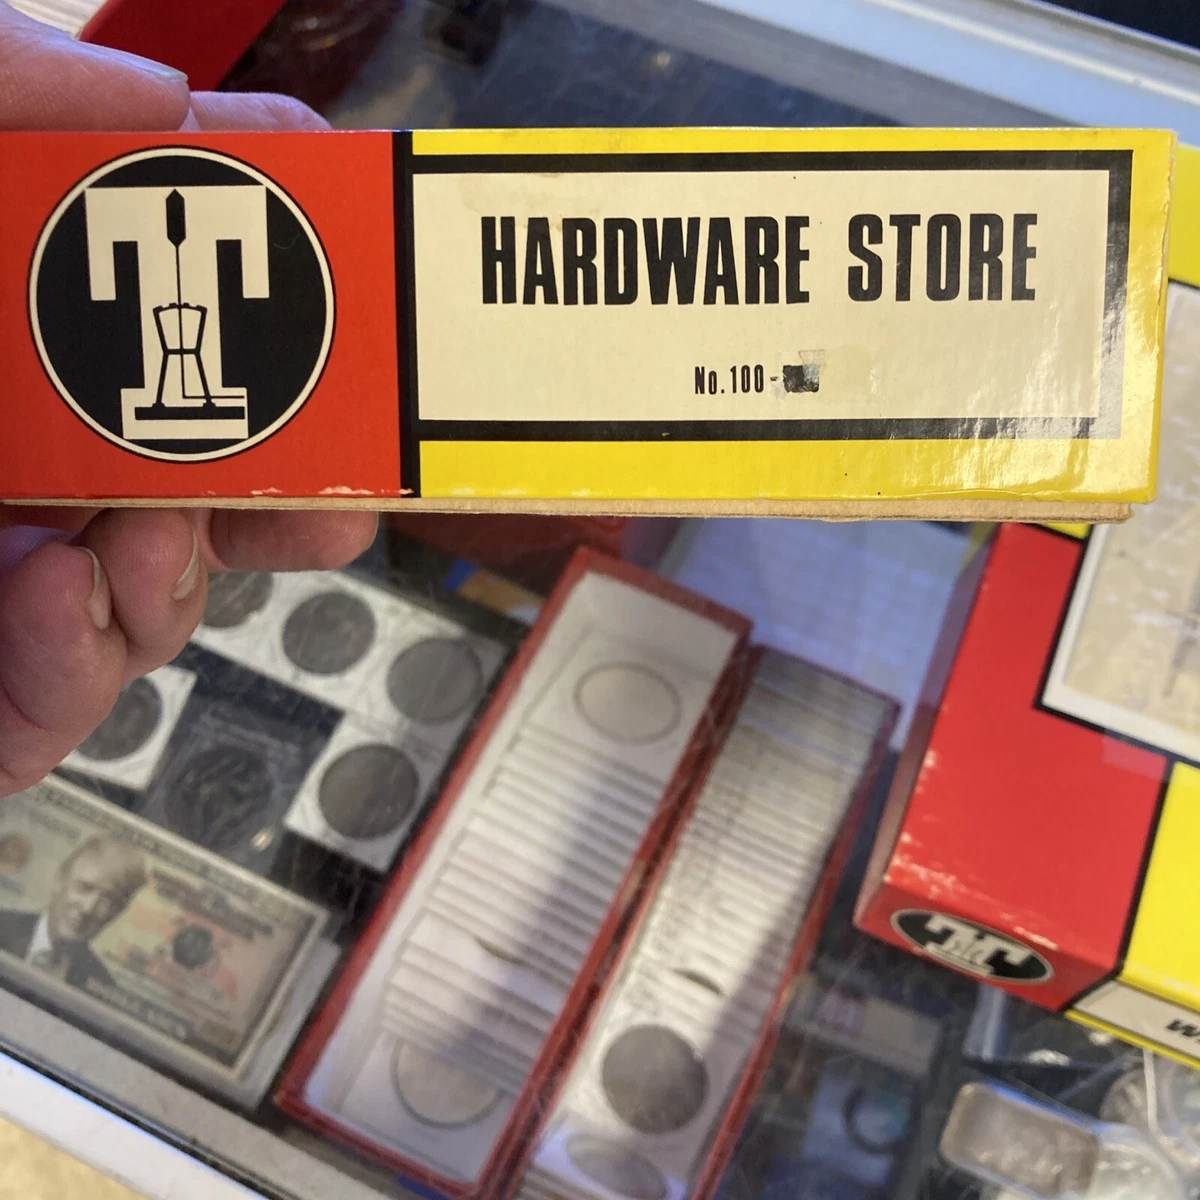 T
HARDWARE STORE
No. 100-
T